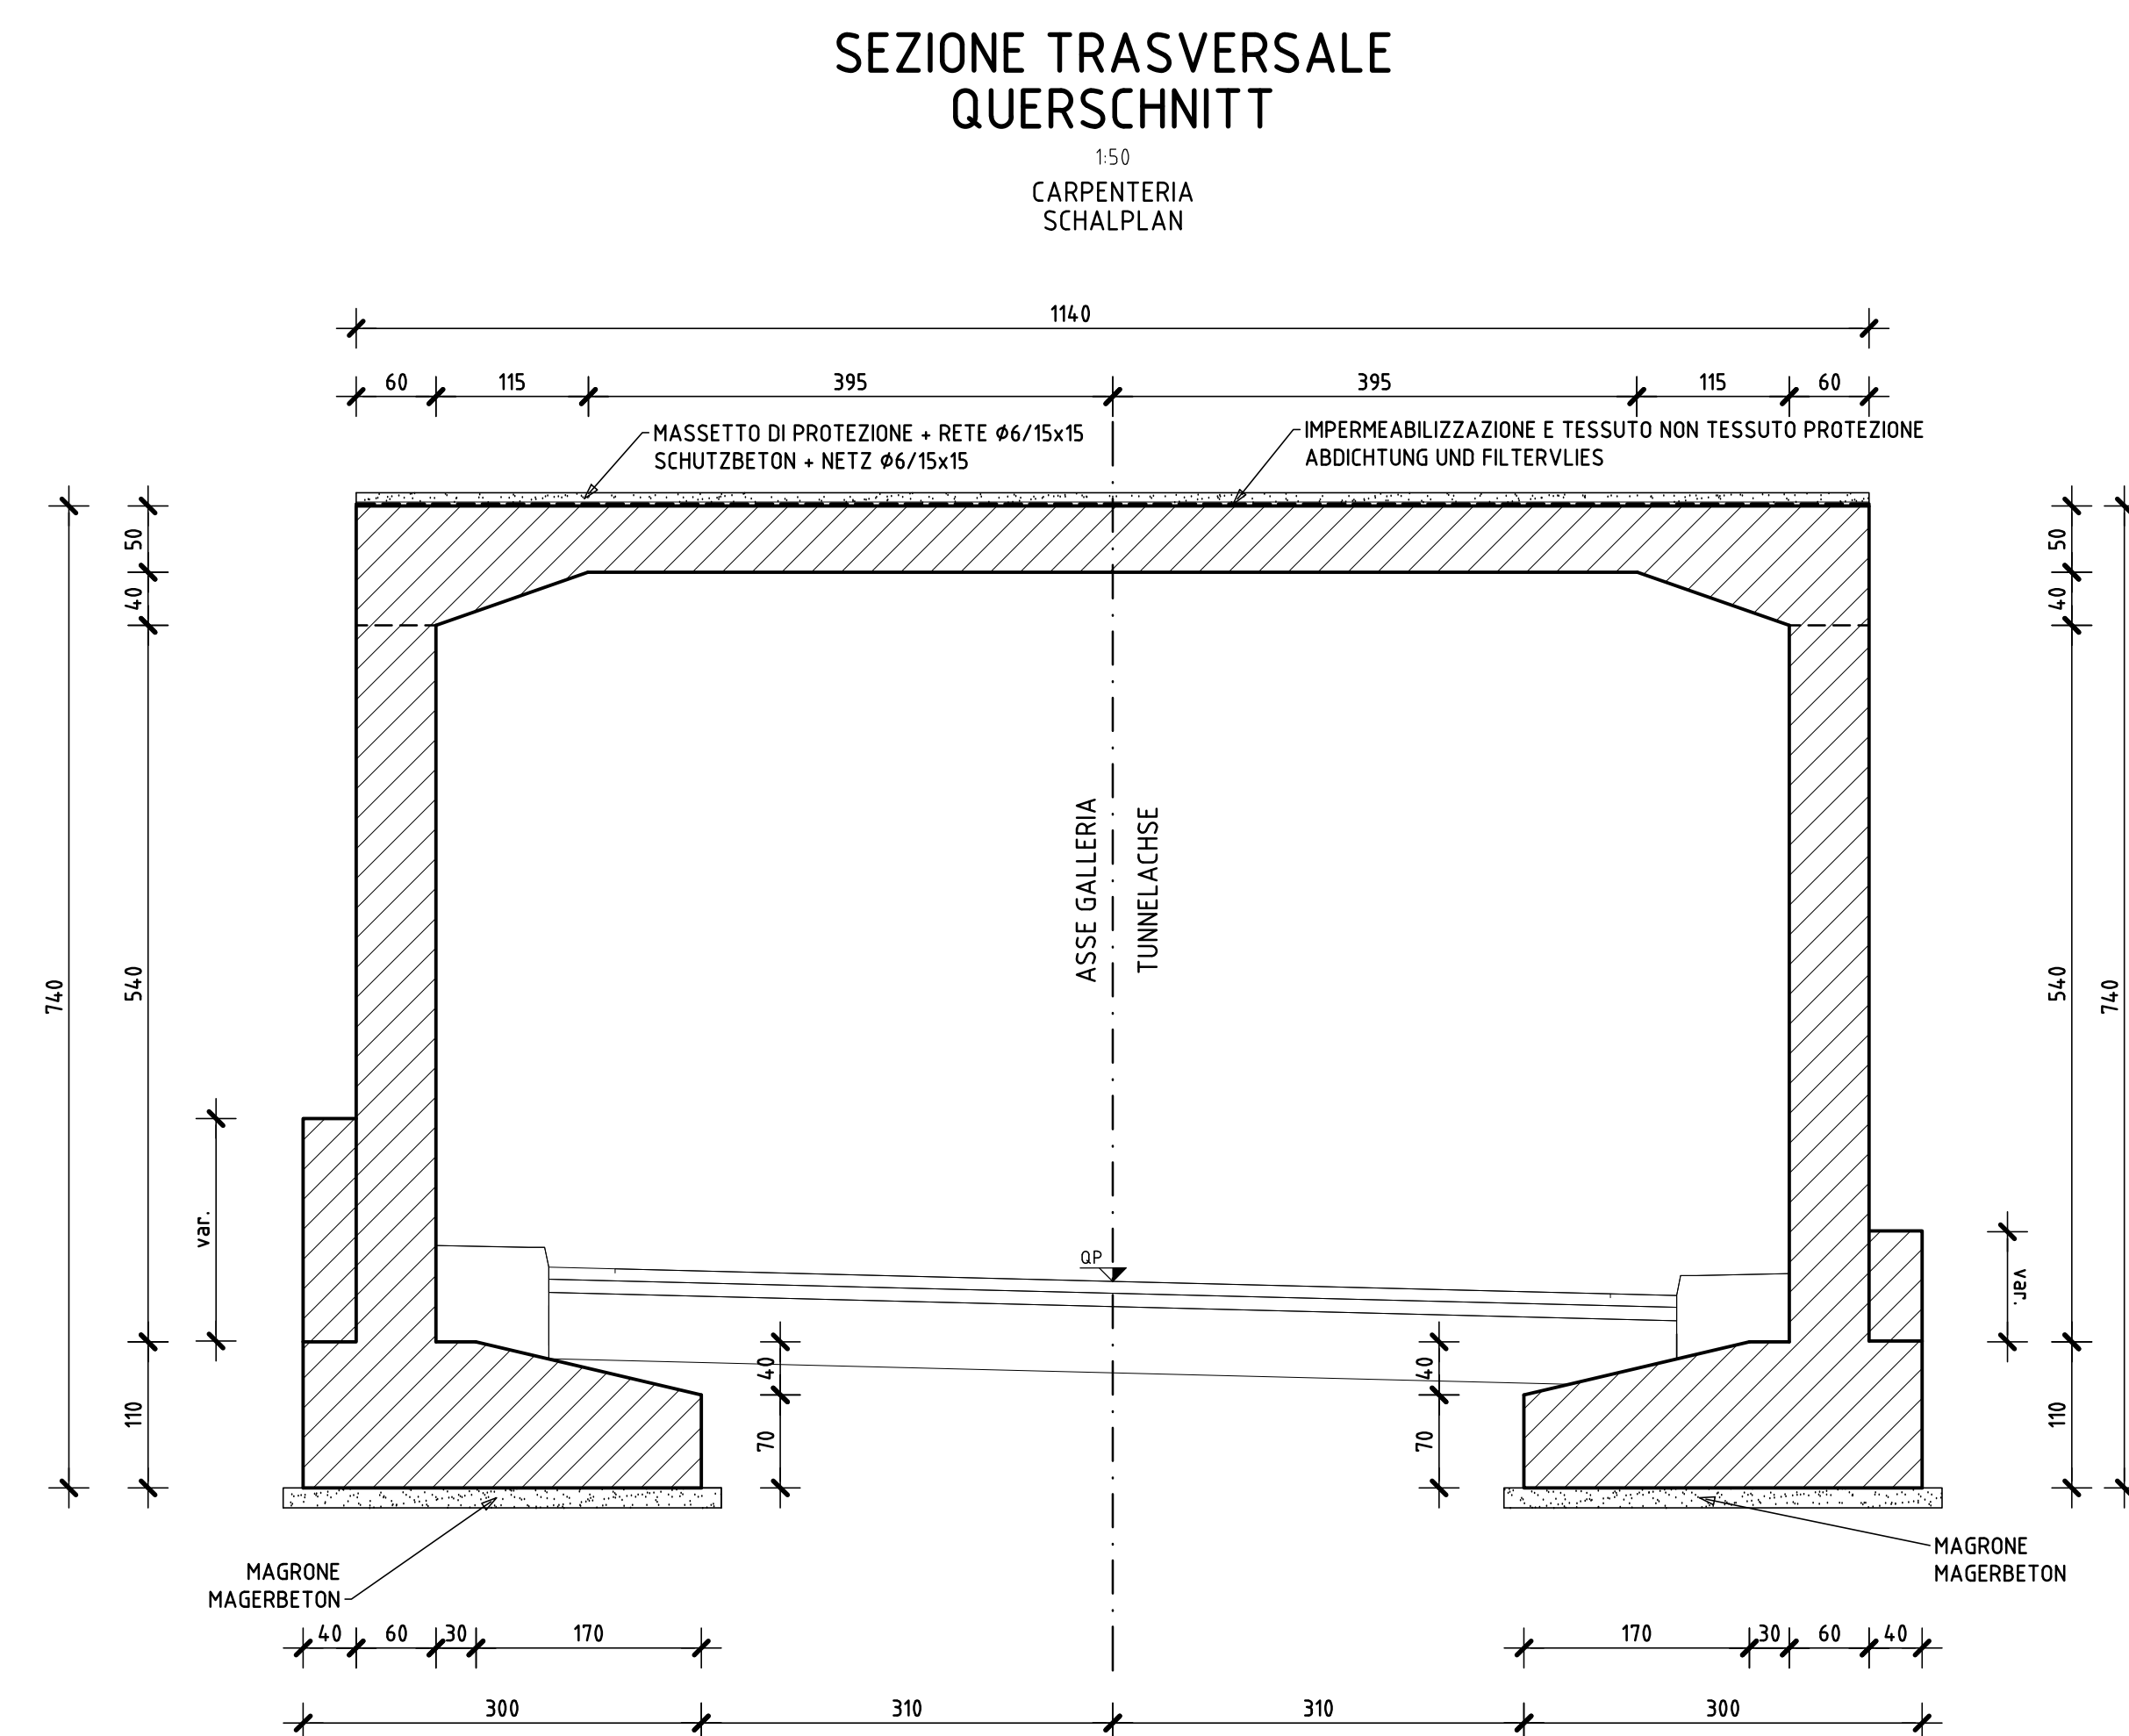 SEZIONE TRASVERSALE
QUERSCHNITT
1:50
CARPENTERIA
SCHALPLAN
1140
60 115 395 395 115 60
MASSETTO DI PROTEZIONE + RETE Ø6/15x15
SCHUTZBETON + NETZ Ø6/15x15
IMPERMEABILIZZAZIONE E TESSUTO NON TESSUTO PROTEZIONE
ABDICHTUNG UND FILTERVLIES
740
50
40
540
110
var.
ASSE GALLERIA
TUNNELACHSE
QP
40
70
40
70
var.
50
40
540
110
740
MAGRONE
MAGERBETON
MAGRONE
MAGERBETON
40 60 30 170 170 30 60 40
300 310 310 300